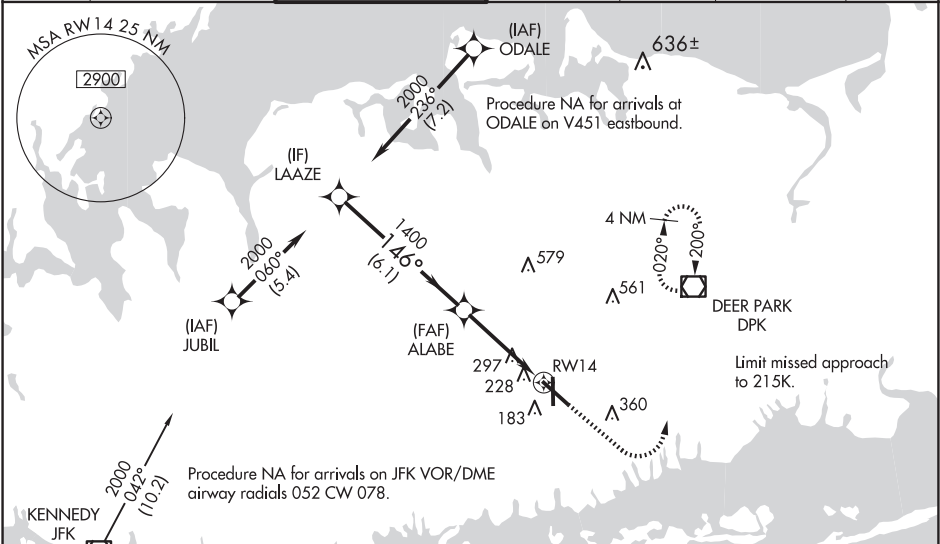 MSA RW14 25 NM
2900
(IAF)
ODALE
636±
2000
236°
(7.2)
Procedure NA for arrivals at
ODALE on V451 eastbound.
(IF)
LAAZE
1400
146°
(6.1)
2000
060°
(5.4)
(IAF)
JUBIL
579
4 NM
020°
200°
561
DEER PARK
DPK
(FAF)
ALABE
297
228
183
RW14
360
Limit missed approach
to 215K.
2000
042°
(10.2)
Procedure NA for arrivals on JFK VOR/DME
airway radials 052 CW 078.
KENNEDY
JFK